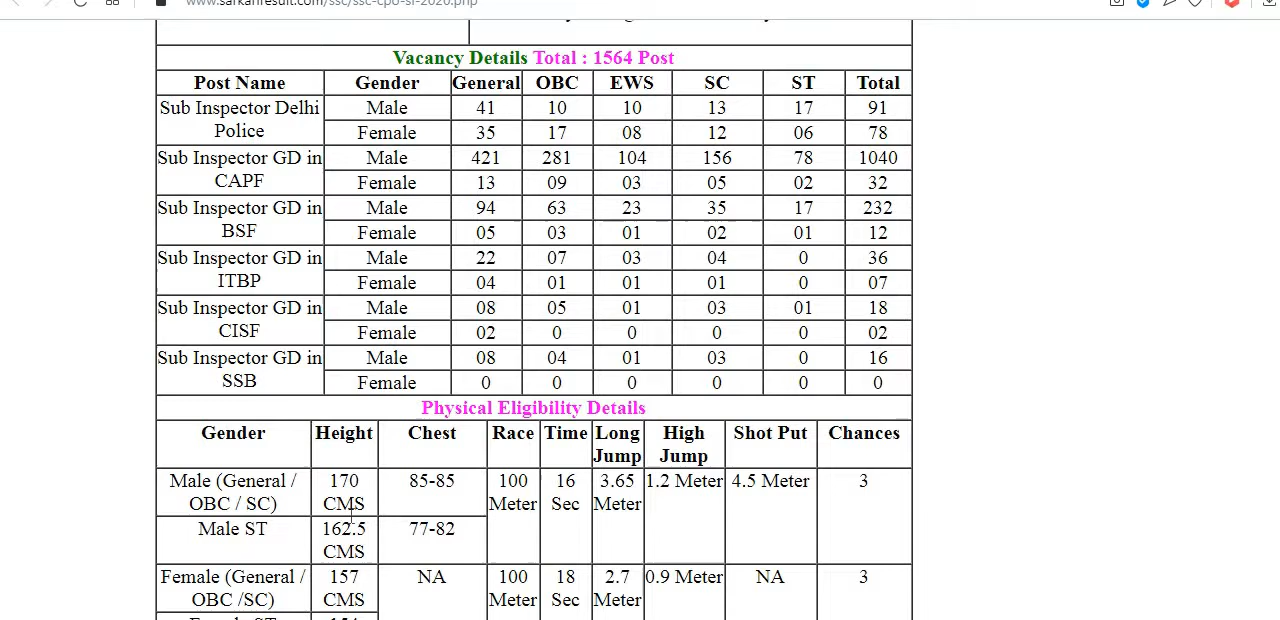 www.sarkariresult.com/ssc/ssc-cpo-si-2020.php
Vacancy Details Total : 1564 Post
Post Name Gender General OBC EWS SC ST Total
Sub Inspector Delhi Police Male 41 10 10 13 17 91
Female 35 17 08 12 06 78
Sub Inspector GD in CAPF Male 421 281 104 156 78 1040
Female 13 09 03 05 02 32
Sub Inspector GD in BSF Male 94 63 23 35 17 232
Female 05 03 01 02 01 12
Sub Inspector GD in ITBP Male 22 07 03 04 0 36
Female 04 01 01 01 0 07
Sub Inspector GD in CISF Male 08 05 01 03 01 18
Female 02 0 0 0 0 02
Sub Inspector GD in SSB Male 08 04 01 03 0 16
Female 0 0 0 0 0 0
Physical Eligibility Details
Gender Height Chest Race Time Long Jump High Jump Shot Put Chances
Male (General / OBC / SC) 170 CMS 85-85 100 Meter 16 Sec 3.65 Meter 1.2 Meter 4.5 Meter 3
Male ST 162.5 CMS 77-82
Female (General / OBC /SC) 157 CMS NA 100 Meter 18 Sec 2.7 Meter 0.9 Meter NA 3